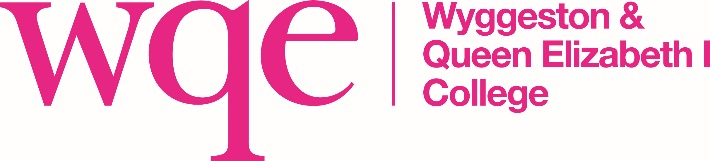 wqe
Wyggeston &
Queen Elizabeth I
College